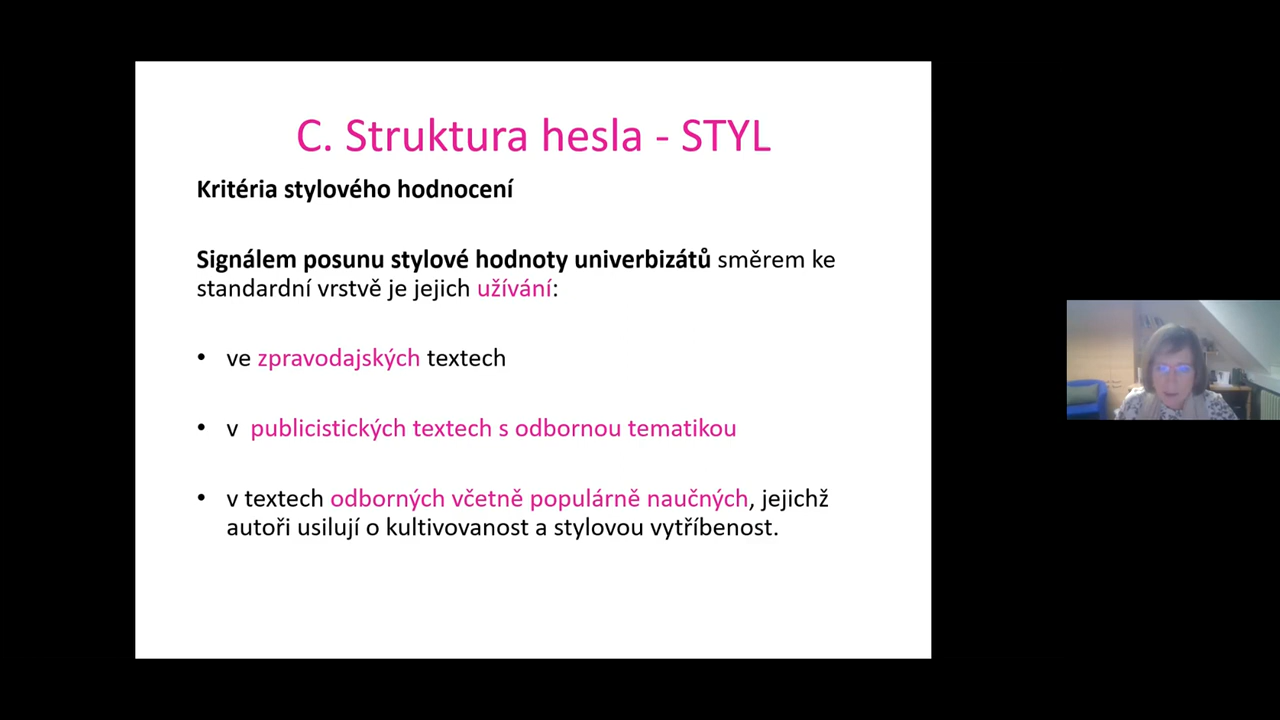 C. Struktura hesla - STYL
Kritéria stylového hodnocení
Signálem posunu stylové hodnoty univerbizátů směrem ke
standardní vrstvě je jejich užívání:
• ve zpravodajských textech
• v publicistických textech s odbornou tematikou
• v textech odborných včetně populárně naučných, jejichž
autoři usilují o kultivovanost a stylovou vytříbenost.